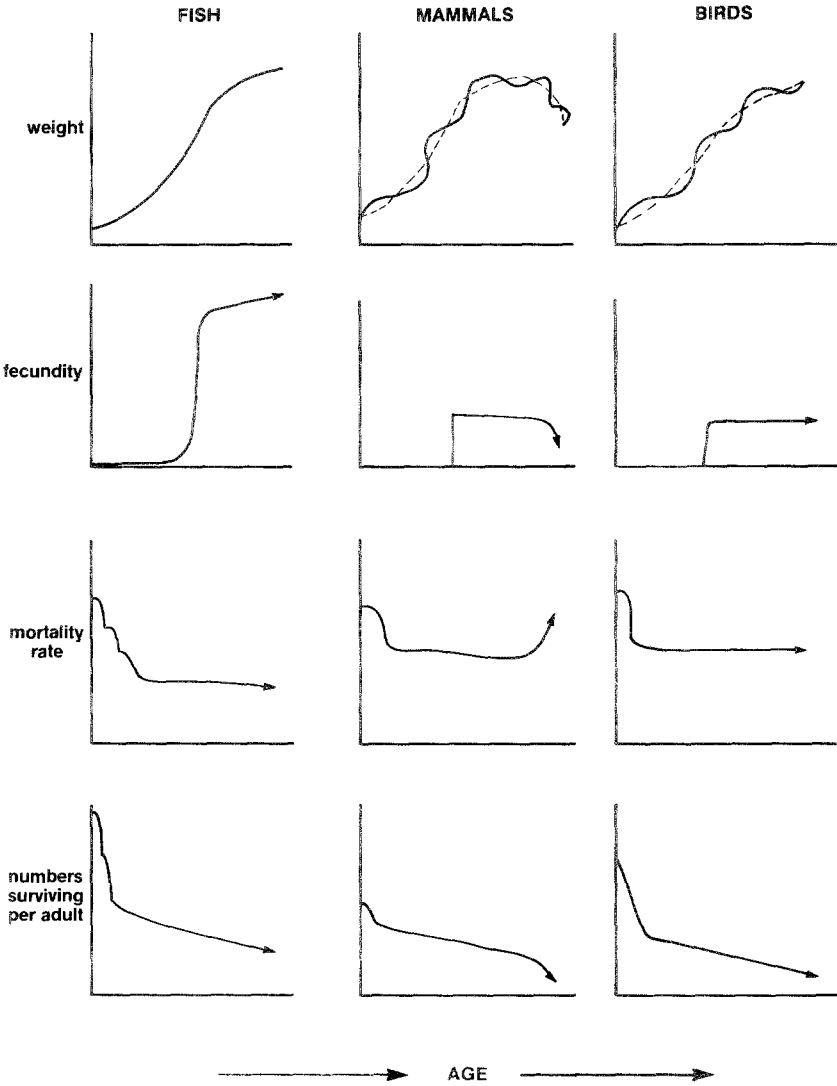 FISH
MAMMALS
BIRDS
weight
fecundity
mortality
rate
numbers
surviving
per adult
AGE